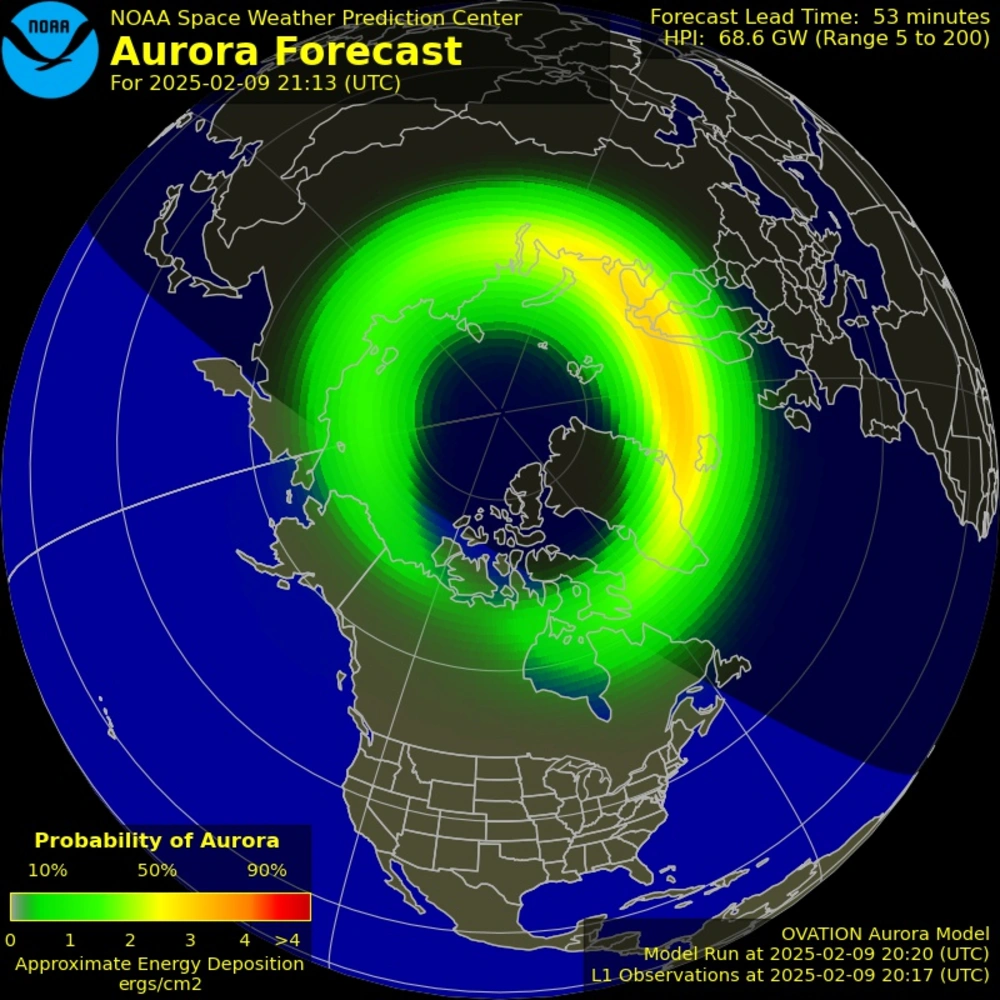 NOAA
NOAA Space Weather Prediction Center
Aurora Forecast
For 2025-02-09 21:13 (UTC)
Forecast Lead Time: 53 minutes
HPI: 68.6 GW (Range 5 to 200)
Probability of Aurora
10% 50% 90%
0 1 2 3 4 >4
Approximate Energy Deposition
ergs/cm2
OVATION Aurora Model
Model Run at 2025-02-09 20:20 (UTC)
L1 Observations at 2025-02-09 20:17 (UTC)